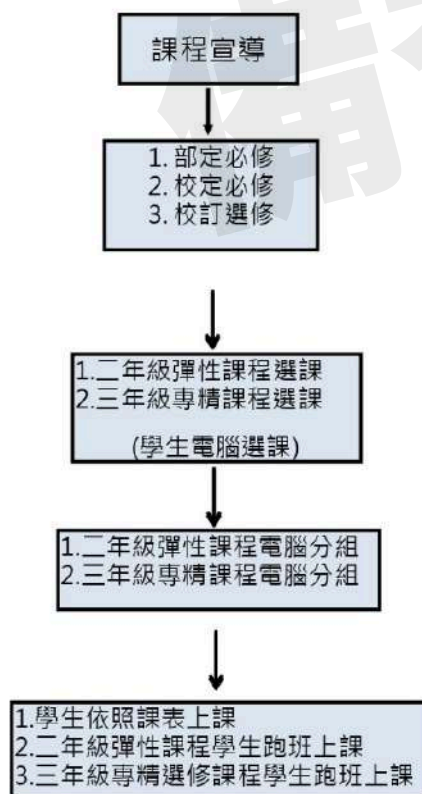 課程宣導
1. 部定必修
2. 校定必修
3. 校訂選修
1.二年級彈性課程選課
2.三年級專精課程選課
(學生電腦選課)
1.二年級彈性課程電腦分組
2.三年級專精課程電腦分組
1.學生依照課表上課
2.二年級彈性課程學生跑班上課
3.三年級專精選修課程學生跑班上課
備